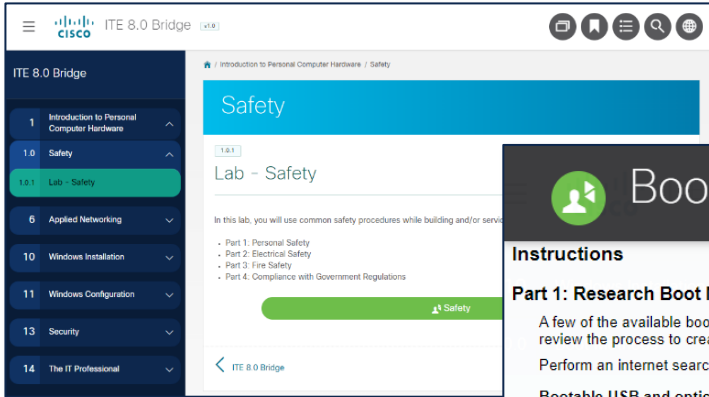 CISCO
ITE 8.0 Bridge
v1.0
ITE 8.0 Bridge
/ Introduction to Personal Computer Hardware / Safety
1 Introduction to Personal
Computer Hardware
1.0 Safety
1.0.1 Lab - Safety
6 Applied Networking
10 Windows Installation
11 Windows Configuration
13 Security
14 The IT Professional
Safety
1.0.1
Lab - Safety
In this lab, you will use common safety procedures while building and/or servic
• Part 1: Personal Safety
• Part 2: Electrical Safety
• Part 3: Fire Safety
• Part 4: Compliance with Government Regulations
Safety
ITE 8.0 Bridge
Boo
Instructions
Part 1: Research Boot
A few of the available boo
review the process to crea
Perform an internet searc
Bootable USB and optic